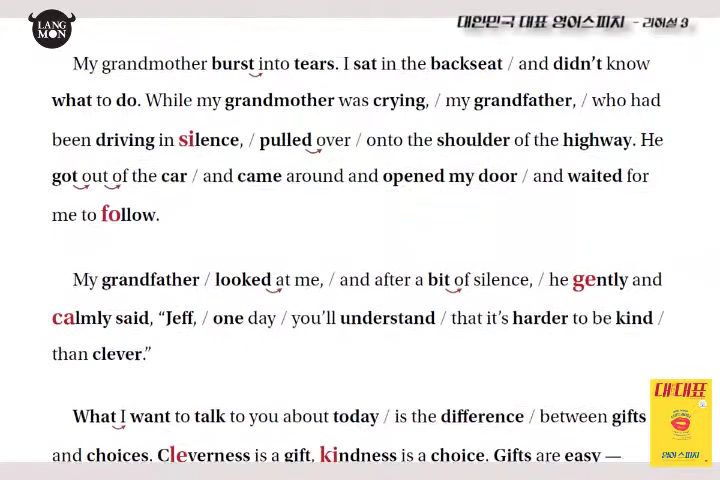 LANG
MON
대한민국 대표 영어스피치 - 리허설 3
My grandmother burst into tears. I sat in the backseat / and didn't know
what to do. While my grandmother was crying, / my grandfather, / who had
been driving in silence, / pulled over / onto the shoulder of the highway. He
got out of the car / and came around and opened my door / and waited for
me to follow.
My grandfather / looked at me, / and after a bit of silence, / he gently and
calmly said, “Jeff, / one day / you’ll understand / that it’s harder to be kind /
than clever.”
What I want to talk to you about today / is the difference / between gifts
and choices. Cleverness is a gift, kindness is a choice. Gifts are easy —
대대표
영어스피치